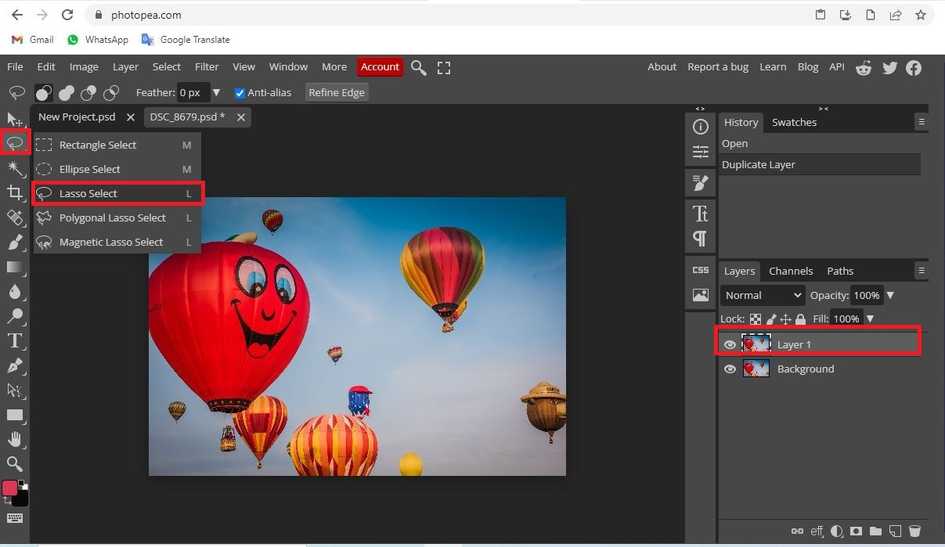 photopea.com
Gmail WhatsApp Google Translate
File Edit Image Layer Select Filter View Window More Account About Report a bug Learn Blog API
Feather: 0 px Anti-alias Refine Edge
New Project.psd DSC_8679.psd *
Rectangle Select M
Ellipse Select M
Lasso Select L
Polygonal Lasso Select L
Magnetic Lasso Select L
T
< >
> <
Tt
¶
CSS
History Swatches
Open
Duplicate Layer
Layers Channels Paths
Normal Opacity: 100%
Lock: Fill: 100%
Layer 1
Background
eff